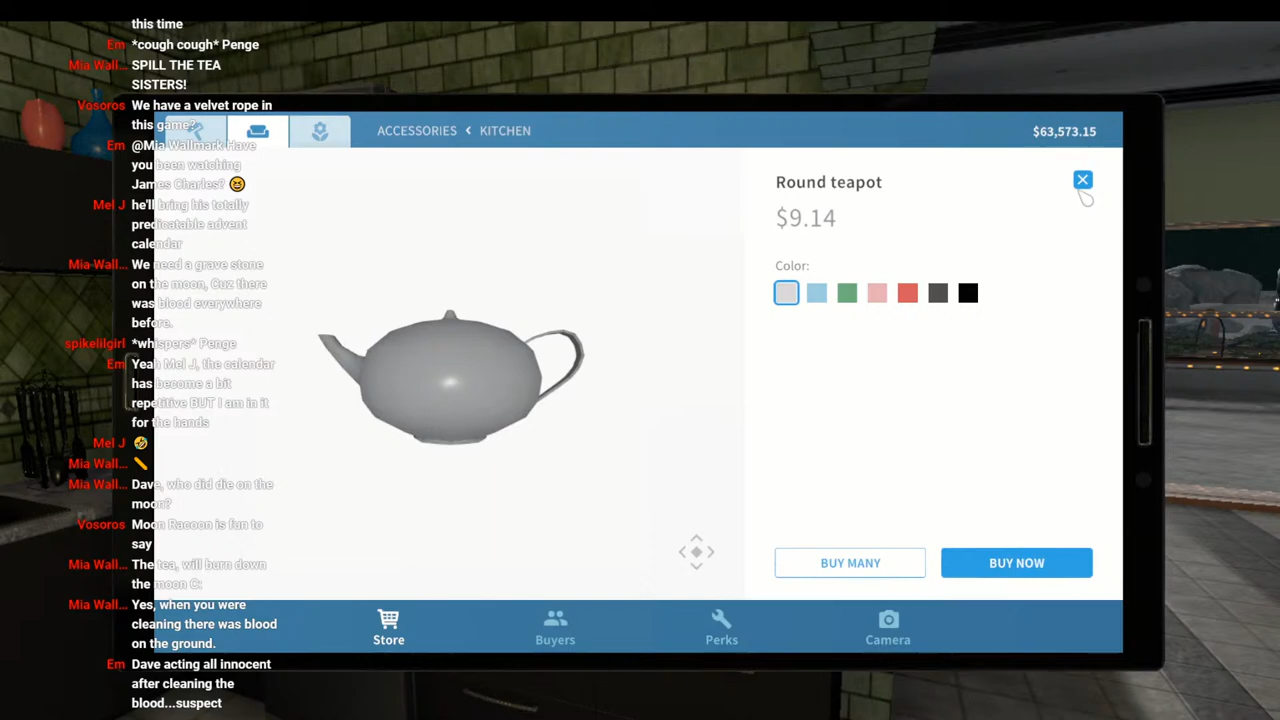 this time
Em *cough cough* Penge
Mia Wall... SPILL THE TEA
SISTERS!
Vosoros We have a velvet rope in
this game?
Em @Mia Wallmark Have
you been watching
James Charles? 😆
Mel J he'll bring his totally
predicatable advent
calendar
Mia Wall... We need a grave stone
on the moon, Cuz there
was blood everywhere
before.
spikelilgirl *whispers* Penge
Em Yeah Mel J, the calendar
has become a bit
repetitive BUT I am in it
for the hands
Mel J 🤣
Mia Wall... ✏️
Mia Wall... Dave, who did die on the
moon?
Vosoros Moon Racoon is fun to
say
Mia Wall... The tea, will burn down
the moon C:
Mia Wall... Yes, when you were
cleaning there was blood
on the ground.
Em Dave acting all innocent
after cleaning the
blood...suspect
ACCESSORIES < KITCHEN
$63,573.15
Round teapot
$9.14
Color:
BUY MANY
BUY NOW
Store
Buyers
Perks
Camera